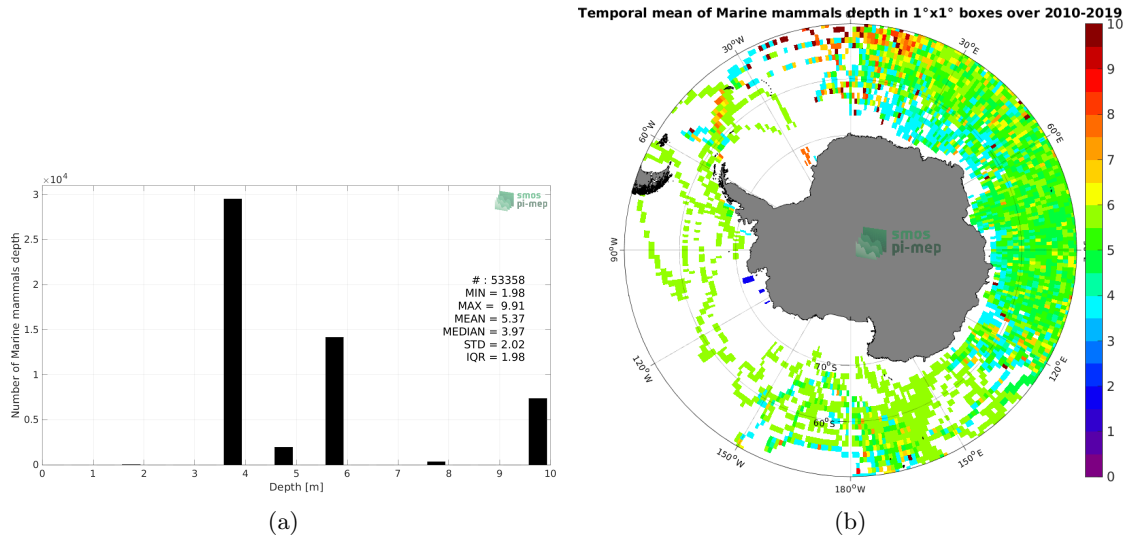 Temporal mean of Marine mammals depth in 1°x1° boxes over 2010-2019
×10⁴
3
2.5
2
1.5
1
0.5
0
Number of Marine mammals depth
0 1 2 3 4 5 6 7 8 9 10
Depth [m]
smos
pi-mep
# : 53358
MIN = 1.98
MAX = 9.91
MEAN = 5.37
MEDIAN = 3.97
STD = 2.02
IQR = 1.98
(a)
30°W
30°E
60°W
60°E
90°W
120°W
120°E
150°W
150°E
180°W
70°S
60°S
smos
pi-mep
10
9
8
7
6
5
4
3
2
1
0
(b)